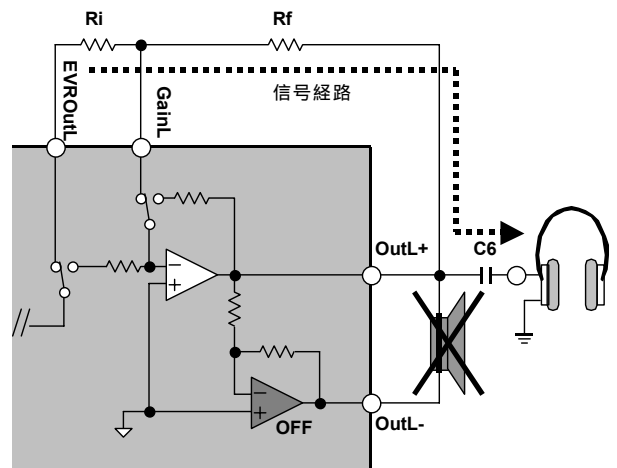 Ri
Rf
EVROutL
GainL
信号経路
OutL+
C6
−
+
−
+
OFF
OutL-